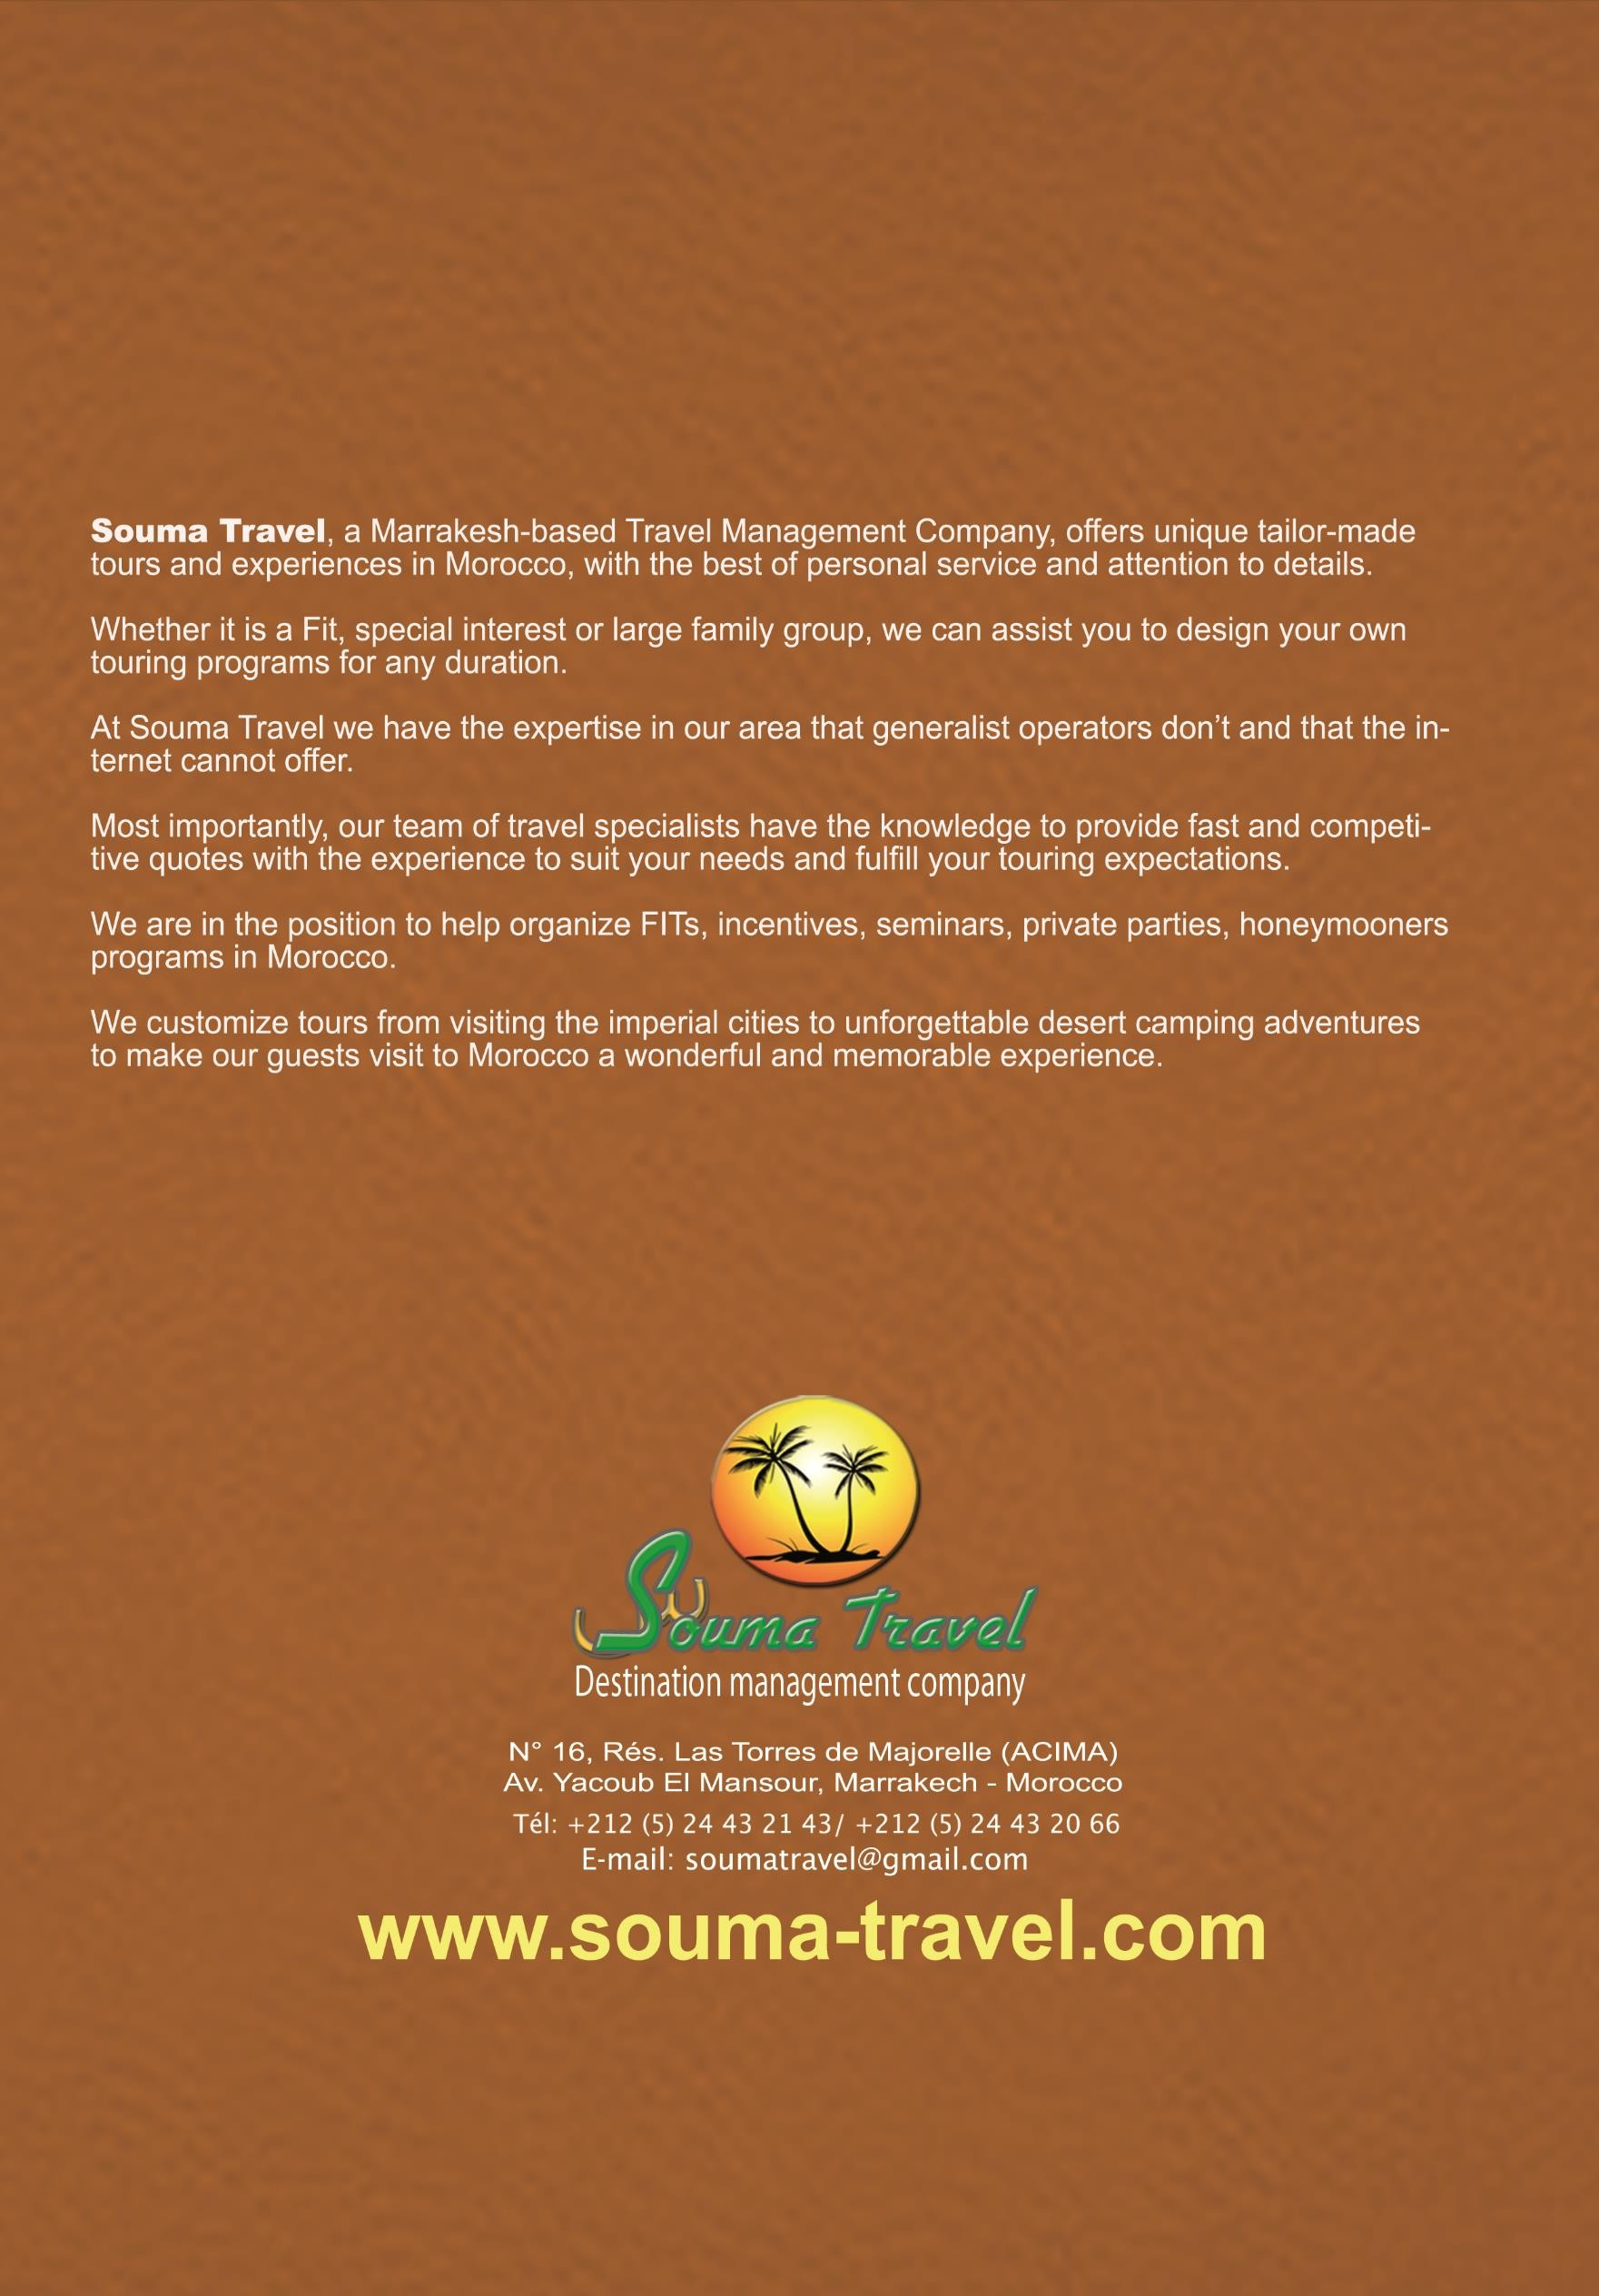 Souma Travel, a Marrakesh-based Travel Management Company, offers unique tailor-made
tours and experiences in Morocco, with the best of personal service and attention to details.
Whether it is a Fit, special interest or large family group, we can assist you to design your own
touring programs for any duration.
At Souma Travel we have the expertise in our area that generalist operators don’t and that the in-
ternet cannot offer.
Most importantly, our team of travel specialists have the knowledge to provide fast and competi-
tive quotes with the experience to suit your needs and fulfill your touring expectations.
We are in the position to help organize FITs, incentives, seminars, private parties, honeymooners
programs in Morocco.
We customize tours from visiting the imperial cities to unforgettable desert camping adventures
to make our guests visit to Morocco a wonderful and memorable experience.
Souma Travel
Destination management company
N° 16, Rés. Las Torres de Majorelle (ACIMA)
Av. Yacoub El Mansour, Marrakech - Morocco
Tél: +212 (5) 24 43 21 43/ +212 (5) 24 43 20 66
E-mail: soumatravel@gmail.com
www.souma-travel.com